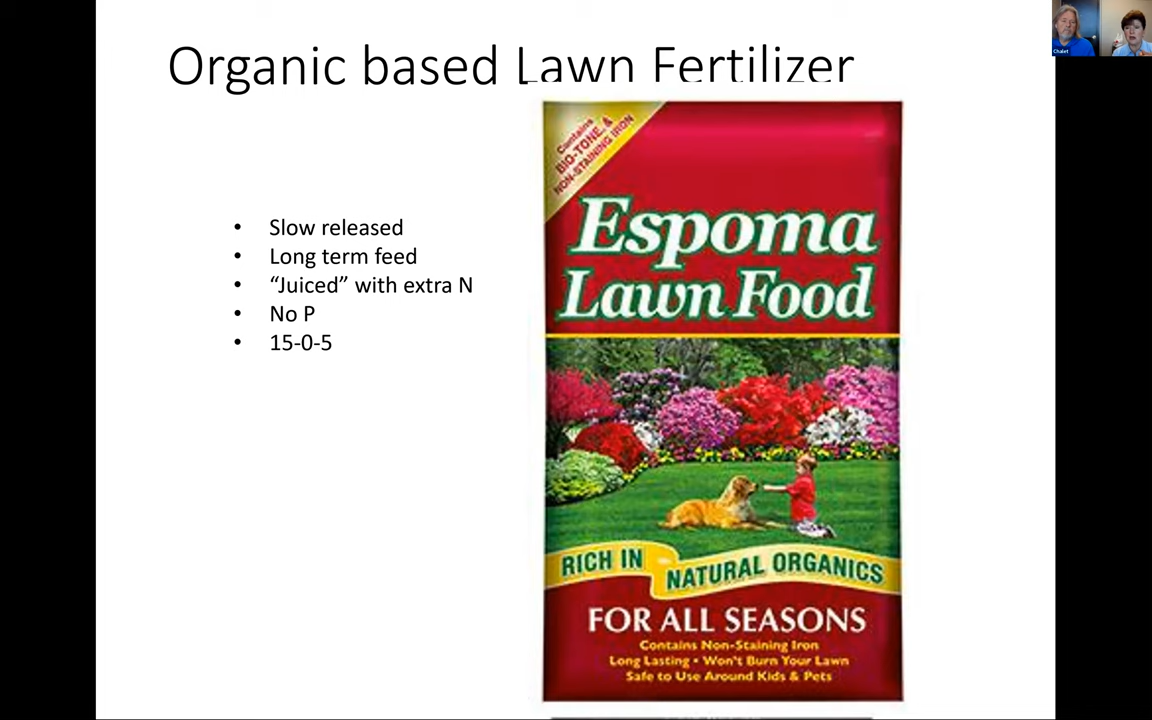 Organic based Lawn Fertilizer
• Slow released
• Long term feed
• “Juiced” with extra N
• No P
• 15-0-5
Contains
BIO-TONE, &
NON-STAINING IRON
Espoma
Lawn Food
RICH IN NATURAL ORGANICS
FOR ALL SEASONS
Contains Non-Staining Iron
Long Lasting • Won't Burn Your Lawn
Safe to Use Around Kids & Pets
Chalet